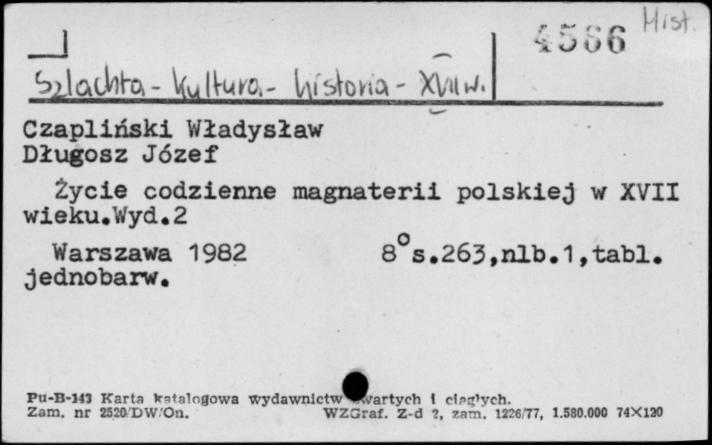 Hist.
4566
Szlachta - kultura - historia - XVII w.
Czapliński Władysław
Długosz Józef
Życie codzienne magnaterii polskiej w XVII
wieku.Wyd.2
Warszawa 1982 8°s.263,nlb.1,tabl.
jednobarw.
Pu-B-143 Karta katalogowa wydawnictw zwartych i ciągłych.
Zam. nr 2520/DW/On. WZGraf. Z-d 2, zam. 1226/77, 1.580.000 74X120